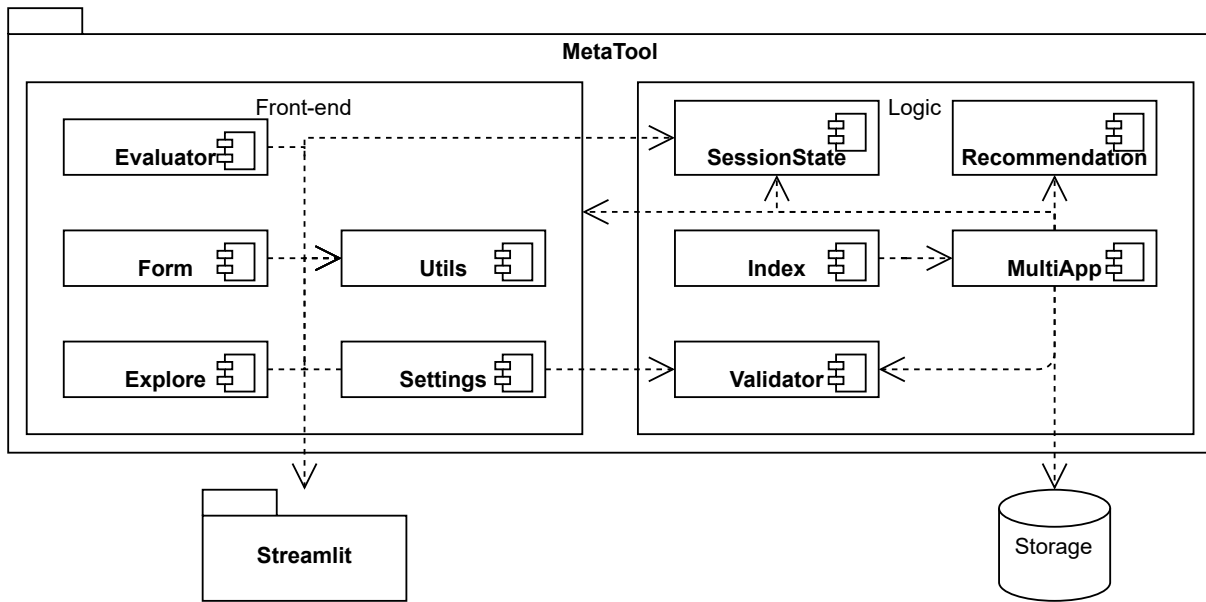 MetaTool
Front-end
Logic
Evaluator
SessionState
Recommendation
Form
Utils
Index
MultiApp
Explore
Settings
Validator
Streamlit
Storage